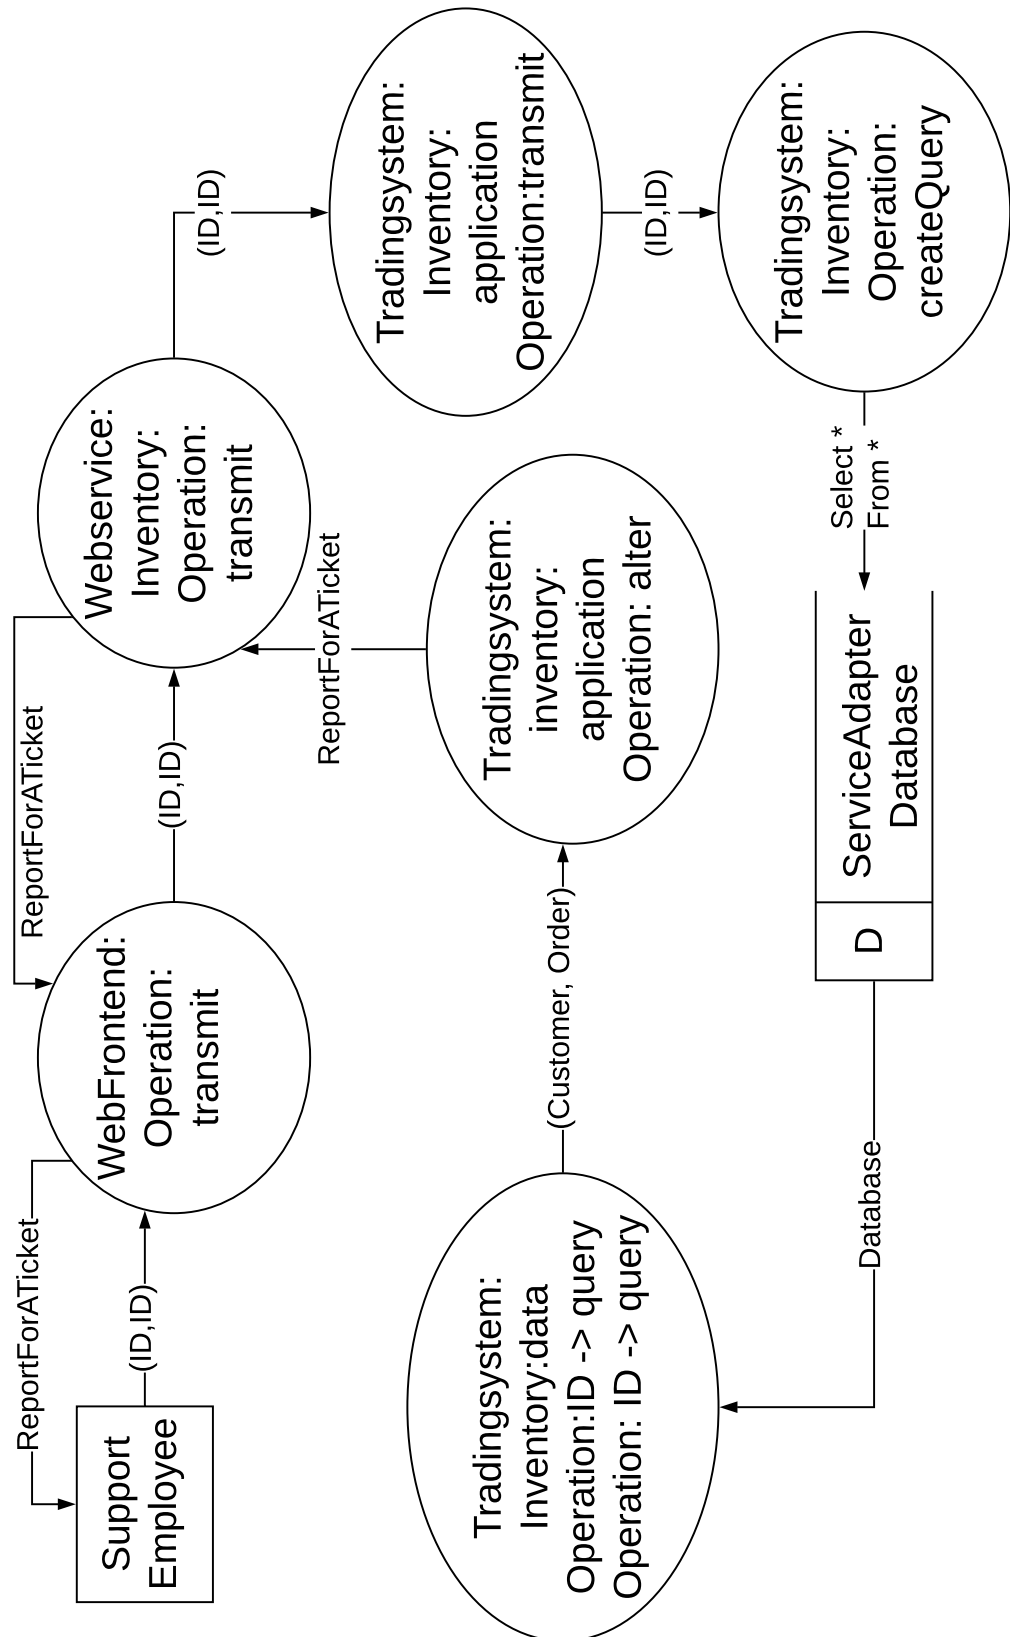 ReportForATicket
ReportForATicket
Support
Employee
(ID,ID)
WebFrontend:
Operation:
transmit
(ID,ID)
Webservice:
Inventory:
Operation:
transmit
(ID,ID)
ReportForATicket
Tradingsystem:
Inventory:
application
Operation:transmit
Tradingsystem:
Inventory:data
Operation:ID -> query
Operation: ID -> query
(Customer, Order)
Tradingsystem:
inventory:
application
Operation: alter
(ID,ID)
Database
D
ServiceAdapter
Database
Select *
From *
Tradingsystem:
Inventory:
Operation:
createQuery